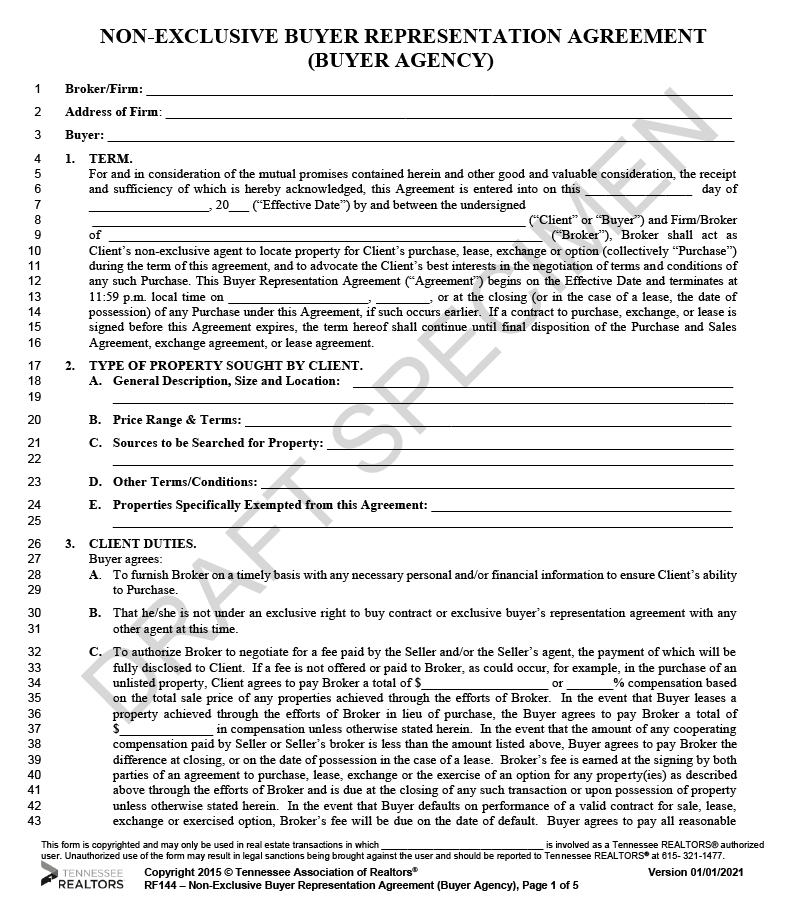 NON-EXCLUSIVE BUYER REPRESENTATION AGREEMENT
(BUYER AGENCY)
1 Broker/Firm: ____________________
2 Address of Firm: ____________________
3 Buyer: ____________________
4 1. TERM.
5 For and in consideration of the mutual promises contained herein and other good and valuable consideration, the receipt
6 and sufficiency of which is hereby acknowledged, this Agreement is entered into on this ________________ day of
7 __________________, 20___ (“Effective Date”) by and between the undersigned
8 ____________________ (“Client” or “Buyer”) and Firm/Broker
9 of ____________________ (“Broker”), Broker shall act as
10 Client’s non-exclusive agent to locate property for Client’s purchase, lease, exchange or option (collectively “Purchase”)
11 during the term of this agreement, and to advocate the Client’s best interests in the negotiation of terms and conditions of
12 any such Purchase. This Buyer Representation Agreement (“Agreement”) begins on the Effective Date and terminates at
13 11:59 p.m. local time on ____________________, ________, or at the closing (or in the case of a lease, the date of
14 possession) of any Purchase under this Agreement, if such occurs earlier. If a contract to purchase, exchange, or lease is
15 signed before this Agreement expires, the term hereof shall continue until final disposition of the Purchase and Sales
16 Agreement, exchange agreement, or lease agreement.
17 2. TYPE OF PROPERTY SOUGHT BY CLIENT.
18 A. General Description, Size and Location: ____________________
19 ____________________
20 B. Price Range & Terms: ____________________
21 C. Sources to be Searched for Property: ____________________
22 ____________________
23 D. Other Terms/Conditions: ____________________
24 E. Properties Specifically Exempted from this Agreement: ____________________
25 ____________________
26 3. CLIENT DUTIES.
27 Buyer agrees:
28 A. To furnish Broker on a timely basis with any necessary personal and/or financial information to ensure Client’s ability
29 to Purchase.
30 B. That he/she is not under an exclusive right to buy contract or exclusive buyer’s representation agreement with any
31 other agent at this time.
32 C. To authorize Broker to negotiate for a fee paid by the Seller and/or the Seller’s agent, the payment of which will be
33 fully disclosed to Client. If a fee is not offered or paid to Broker, as could occur, for example, in the purchase of an
34 unlisted property, Client agrees to pay Broker a total of $____________________ or _______% compensation based
35 on the total sale price of any properties achieved through the efforts of Broker. In the event that Buyer leases a
36 property achieved through the efforts of Broker in lieu of purchase, the Buyer agrees to pay Broker a total of
37 $______________ in compensation unless otherwise stated herein. In the event that the amount of any cooperating
38 compensation paid by Seller or Seller’s broker is less than the amount listed above, Buyer agrees to pay Broker the
39 difference at closing, or on the date of possession in the case of a lease. Broker’s fee is earned at the signing by both
40 parties of an agreement to purchase, lease, exchange or the exercise of an option for any property(ies) as described
41 above through the efforts of Broker and is due at the closing of any such transaction or upon possession of property
42 unless otherwise stated herein. In the event that Buyer defaults on performance of a valid contract for sale, lease,
43 exchange or exercised option, Broker’s fee will be due on the date of default. Buyer agrees to pay all reasonable
DRAFT SPECIMEN
This form is copyrighted and may only be used in real estate transactions in which ____________________ is involved as a Tennessee REALTORS® authorized
user. Unauthorized use of the form may result in legal sanctions being brought against the user and should be reported to Tennessee REALTORS® at 615- 321-1477.
TENNESSEE
REALTORS
Copyright 2015 © Tennessee Association of Realtors® Version 01/01/2021
RF144 – Non-Exclusive Buyer Representation Agreement (Buyer Agency), Page 1 of 5